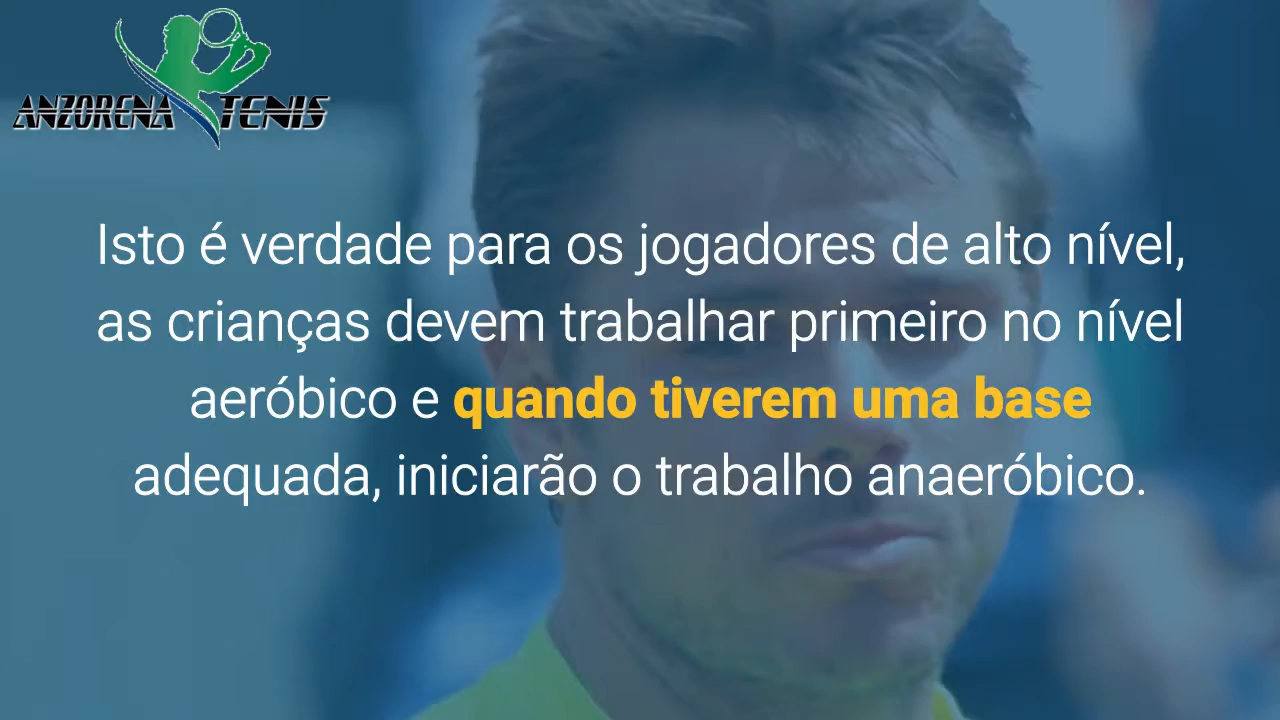 ANZORENA TENIS
Isto é verdade para os jogadores de alto nível,
as crianças devem trabalhar primeiro no nível
aeróbico e quando tiverem uma base
adequada, iniciarão o trabalho anaeróbico.